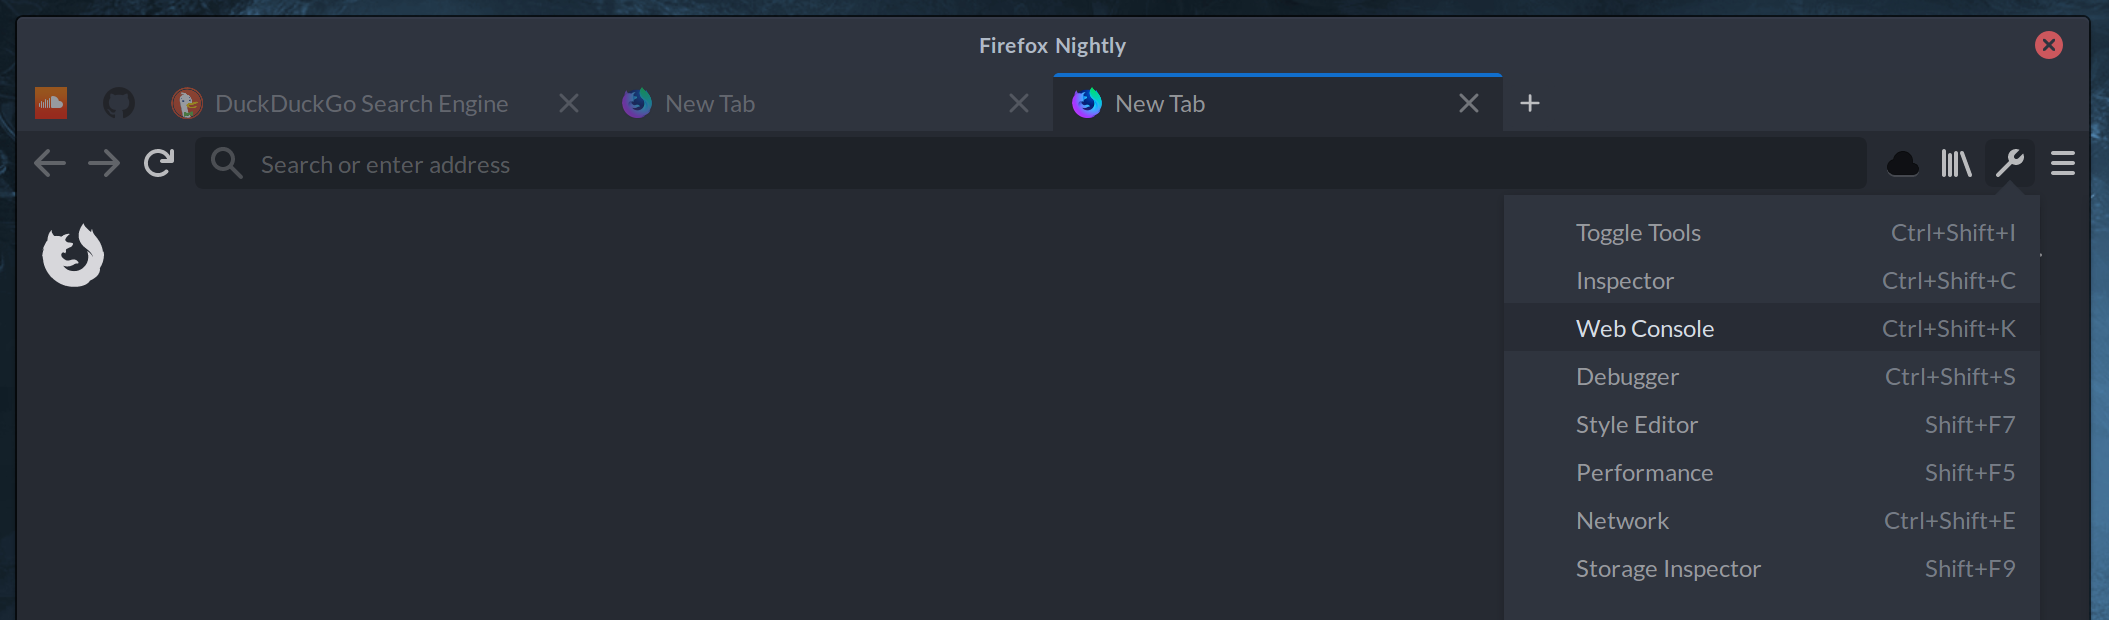 Firefox Nightly
DuckDuckGo Search Engine
New Tab
New Tab
Search or enter address
Toggle Tools Ctrl+Shift+I
Inspector Ctrl+Shift+C
Web Console Ctrl+Shift+K
Debugger Ctrl+Shift+S
Style Editor Shift+F7
Performance Shift+F5
Network Ctrl+Shift+E
Storage Inspector Shift+F9